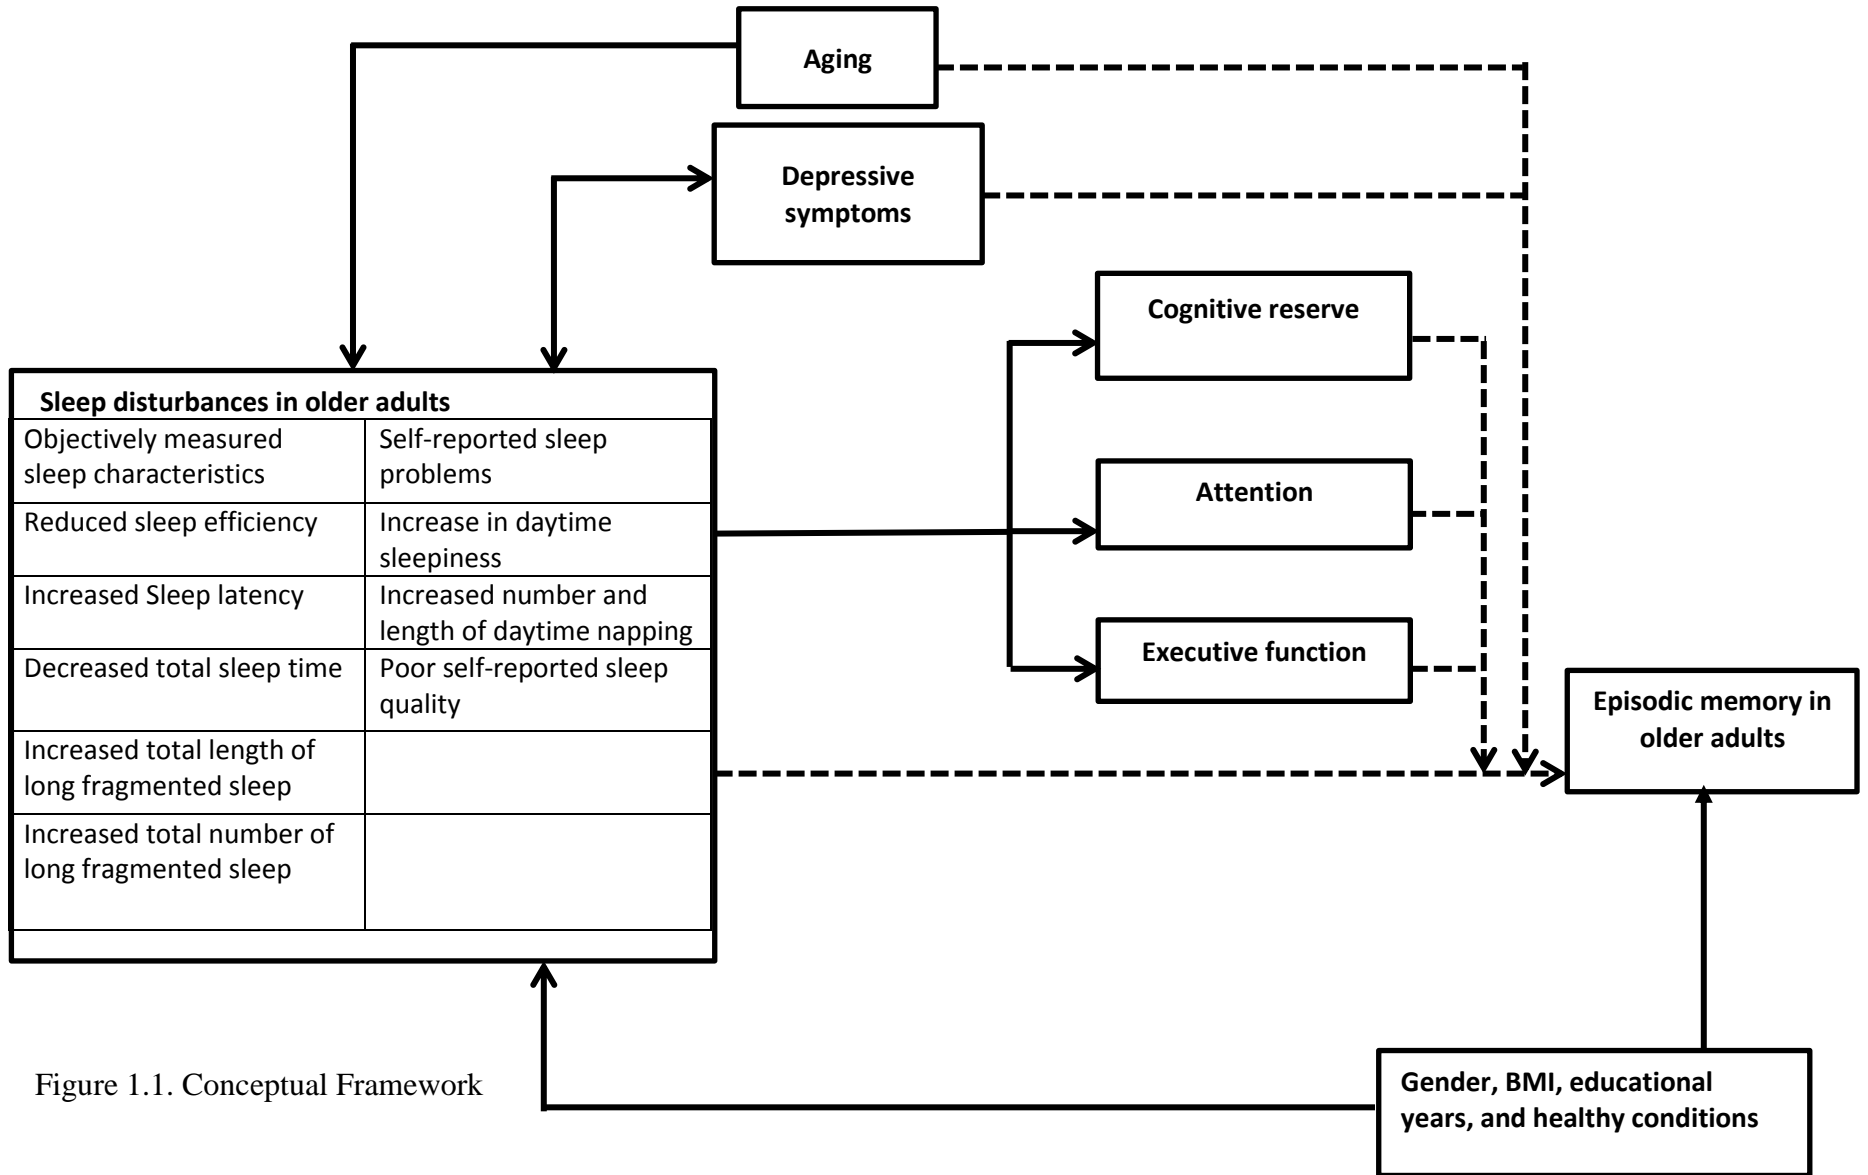 Aging
Depressive
symptoms
Cognitive reserve
Sleep disturbances in older adults
Objectively measured
sleep characteristics
Self-reported sleep
problems
Attention
Reduced sleep efficiency
Increase in daytime
sleepiness
Increased Sleep latency
Increased number and
length of daytime napping
Executive function
Decreased total sleep time
Poor self-reported sleep
quality
Episodic memory in
older adults
Increased total length of
long fragmented sleep
Increased total number of
long fragmented sleep
Gender, BMI, educational
years, and healthy conditions
Figure 1.1. Conceptual Framework